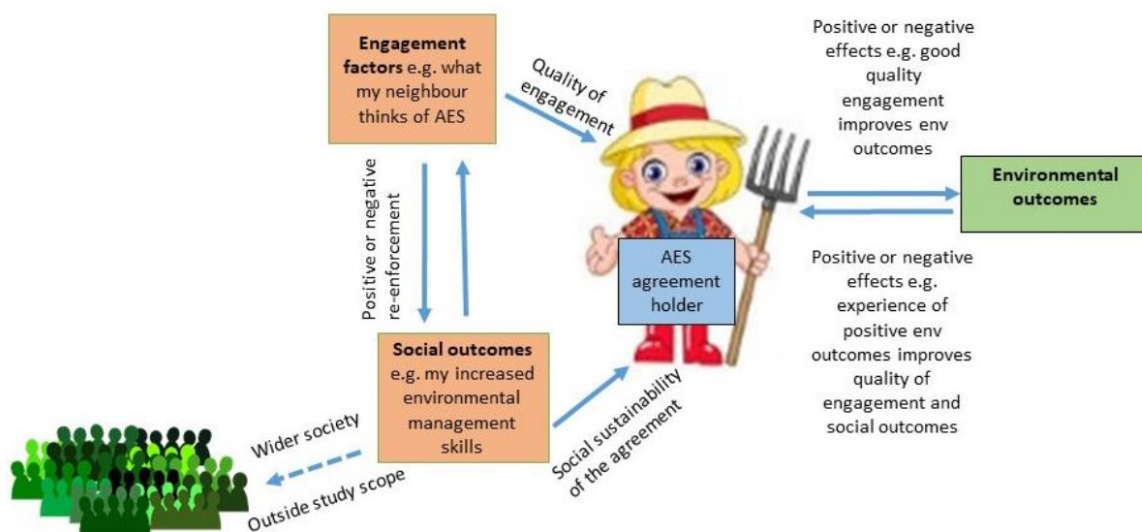 Engagement
factors e.g. what
my neighbour
thinks of AES
Quality of
engagement
Positive or negative
effects e.g. good
quality
engagement
improves env
outcomes
Environmental
outcomes
Positive or negative
re-enforcement
AES
agreement
holder
Positive or negative
effects e.g.
experience of
positive env
outcomes improves
quality of
engagement and
social outcomes
Social outcomes
e.g. my increased
environmental
management
skills
Social sustainability
of the agreement
Wider society
Outside study scope